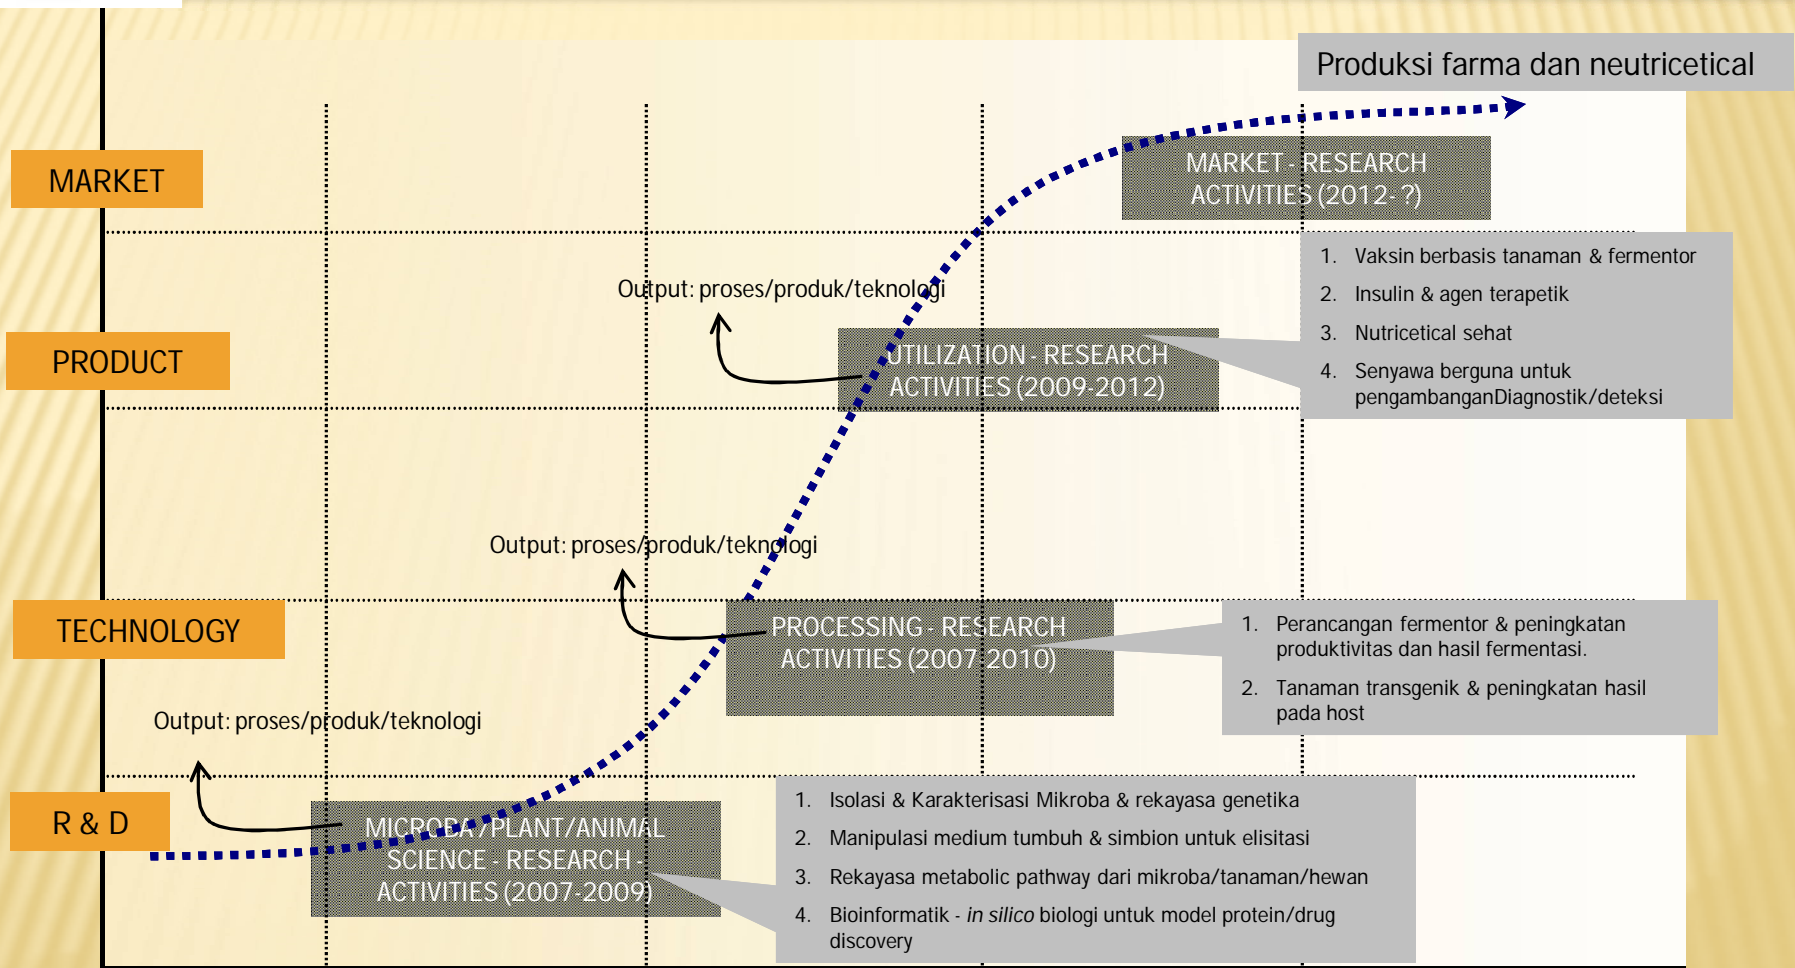 Produksi farma dan neutricetical
MARKET
MARKET - RESEARCH
ACTIVITIES (2012- ?)
1. Vaksin berbasis tanaman & fermentor
2. Insulin & agen terapetik
3. Nutricetical sehat
4. Senyawa berguna untuk
pengambanganDiagnostik/deteksi
Output: proses/produk/teknologi
PRODUCT
UTILIZATION - RESEARCH
ACTIVITIES (2009-2012)
Output: proses/produk/teknologi
TECHNOLOGY
PROCESSING - RESEARCH
ACTIVITIES (2007-2010)
1. Perancangan fermentor & peningkatan
produktivitas dan hasil fermentasi.
2. Tanaman transgenik & peningkatan hasil
pada host
Output: proses/produk/teknologi
R & D
MICROBA /PLANT/ANIMAL
SCIENCE - RESEARCH -
ACTIVITIES (2007-2009)
1. Isolasi & Karakterisasi Mikroba & rekayasa genetika
2. Manipulasi medium tumbuh & simbion untuk elisitasi
3. Rekayasa metabolic pathway dari mikroba/tanaman/hewan
4. Bioinformatik - in silico biologi untuk model protein/drug
discovery